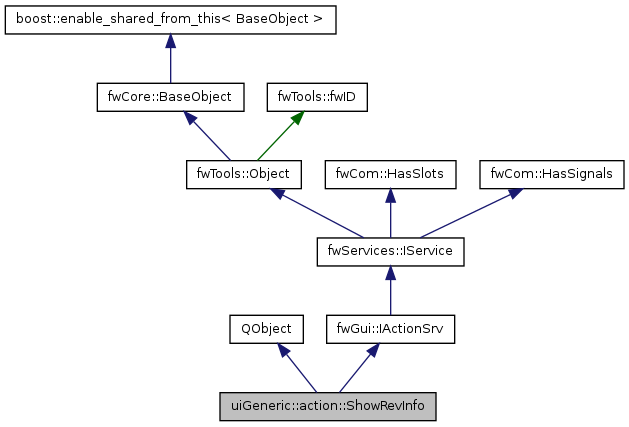 boost::enable_shared_from_this< BaseObject >
fwCore::BaseObject
fwTools::fwID
fwTools::Object
fwCom::HasSlots
fwCom::HasSignals
fwServices::IService
QObject
fwGui::IActionSrv
uiGeneric::action::ShowRevInfo